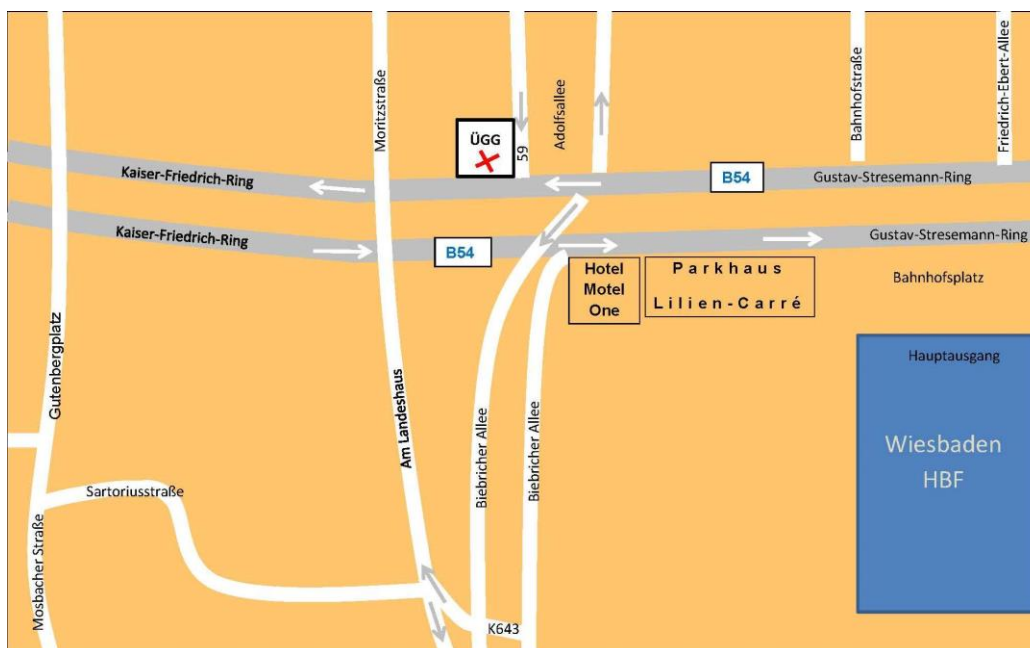 Moritzstraße
Adolfsallee
Bahnhofstraße
Friedrich-Ebert-Allee
ÜGG
59
Kaiser-Friedrich-Ring
B54
Gustav-Stresemann-Ring
Kaiser-Friedrich-Ring
B54
Gustav-Stresemann-Ring
Hotel
Motel
One
Parkhaus
Lilien-Carré
Bahnhofsplatz
Hauptausgang
Wiesbaden
HBF
Gutenbergplatz
Am Landeshaus
Biebricher Allee
Biebricher Allee
Sartoriusstraße
Mosbacher Straße
K643